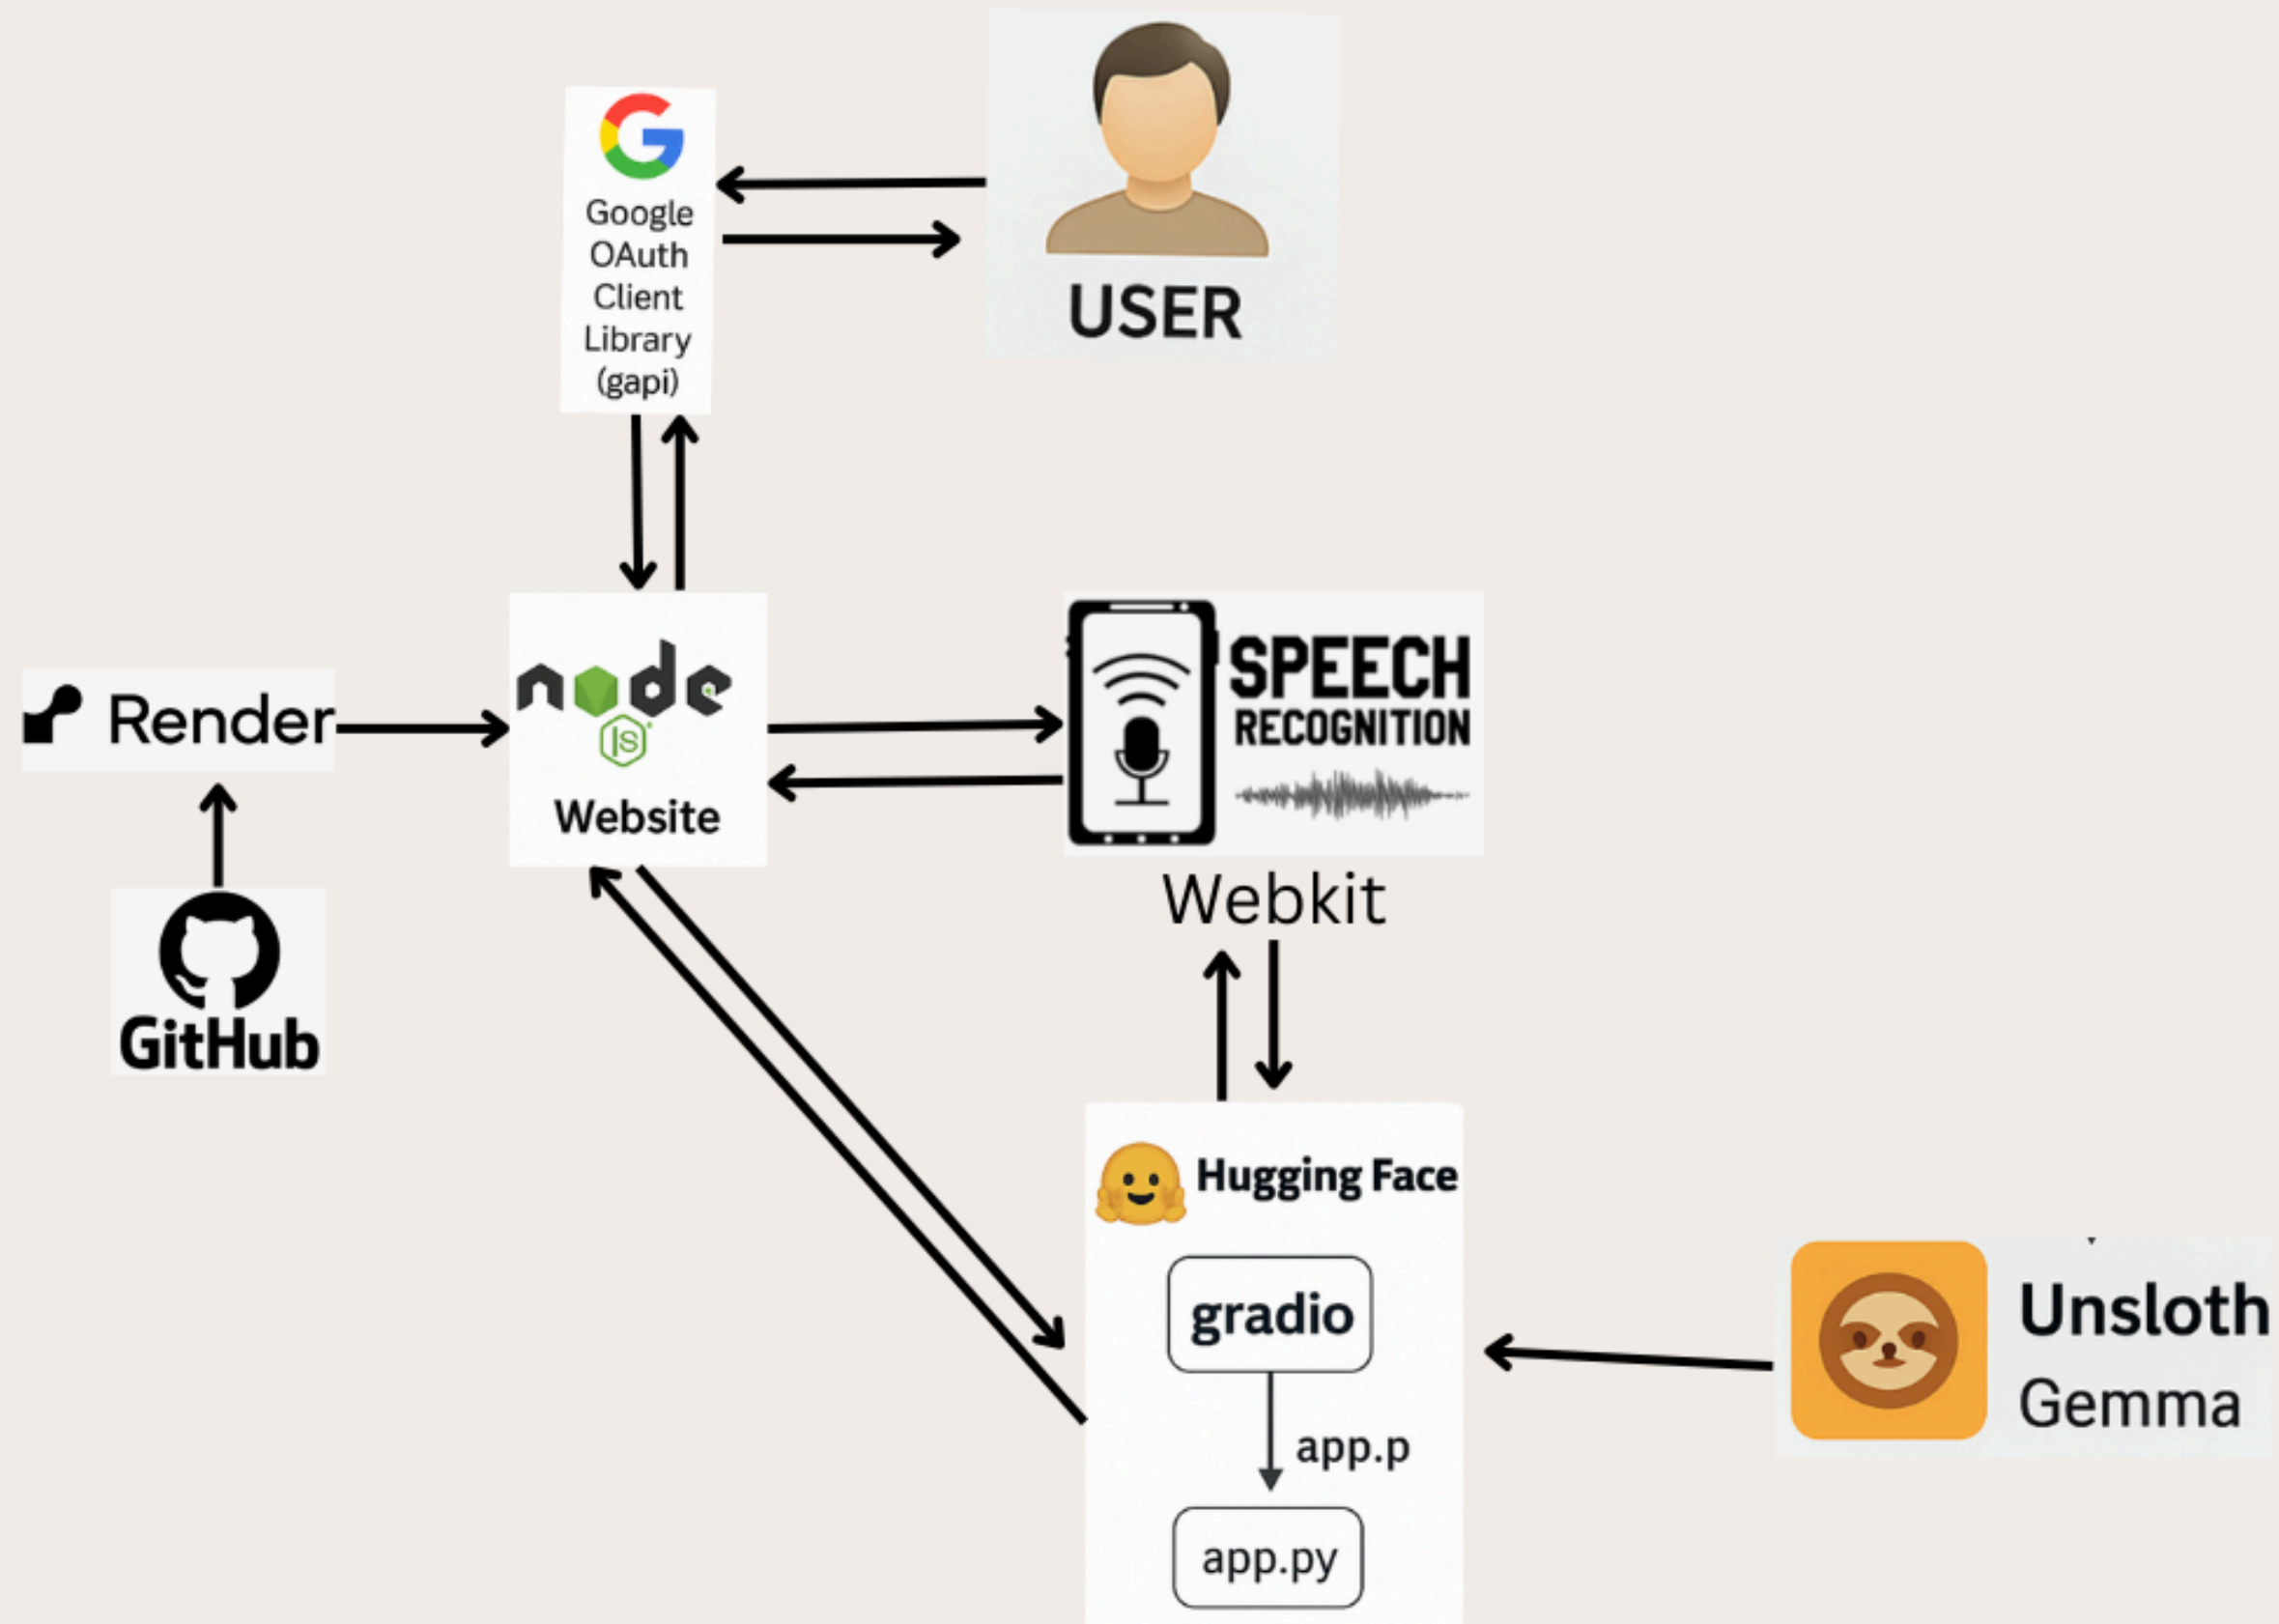 Google
OAuth
Client
Library
(gapi)
USER
Render
node
JS
Website
SPEECH
RECOGNITION
Webkit
GitHub
Hugging Face
gradio
app.p
app.py
Unsloth
Gemma